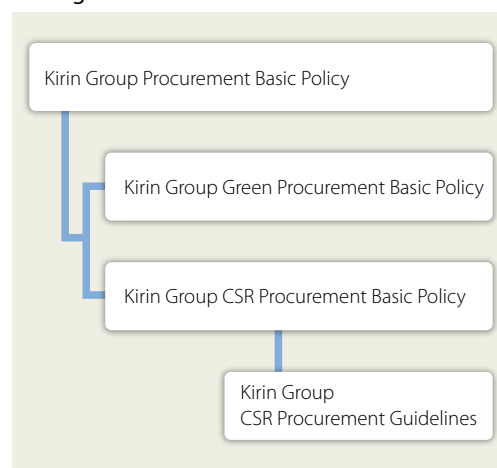 Kirin Group Procurement Basic Policy
Kirin Group Green Procurement Basic Policy
Kirin Group CSR Procurement Basic Policy
Kirin Group
CSR Procurement Guidelines